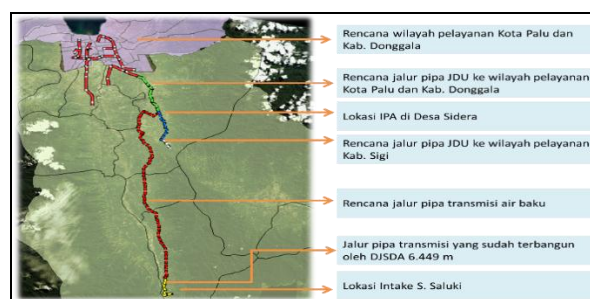 Rencana wilayah pelayanan Kota Palu dan
Kab. Donggala
Rencana jalur pipa JDU ke wilayah pelayanan
Kota Palu dan Kab. Donggala
Lokasi IPA di Desa Sidera
Rencana jalur pipa JDU ke wilayah pelayanan
Kab. Sigi
Rencana jalur pipa transmisi air baku
Jalur pipa transmisi yang sudah terbangun
oleh DJSDA 6.449 m
Lokasi Intake S. Saluki